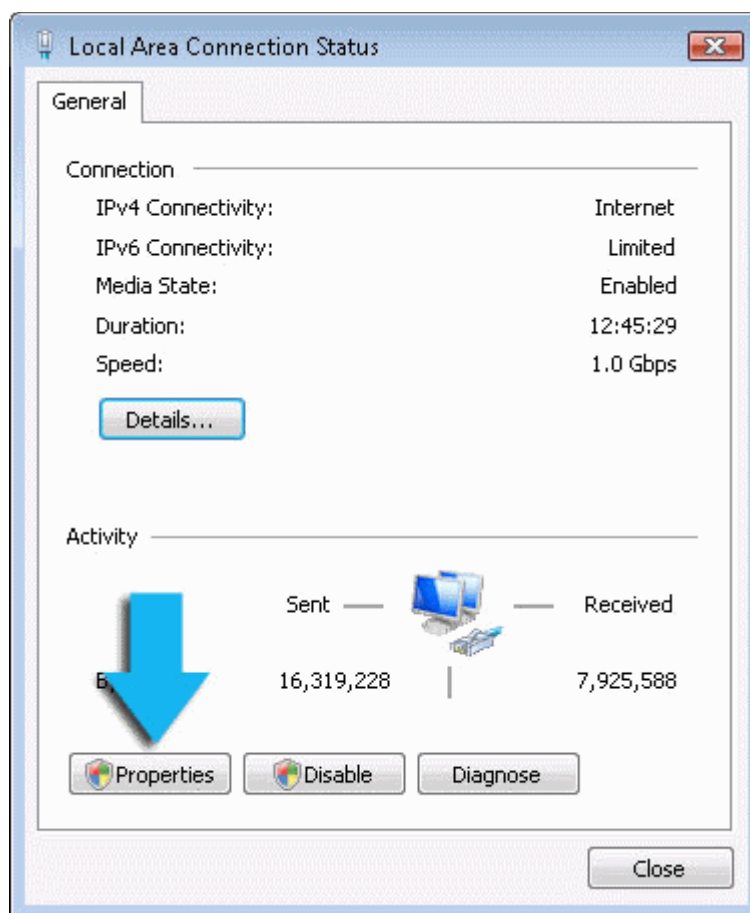 Local Area Connection Status
General
Connection
IPv4 Connectivity: Internet
IPv6 Connectivity: Limited
Media State: Enabled
Duration: 12:45:29
Speed: 1.0 Gbps
Details...
Activity
Sent Received
16,319,228 7,925,588
Properties Disable Diagnose
Close